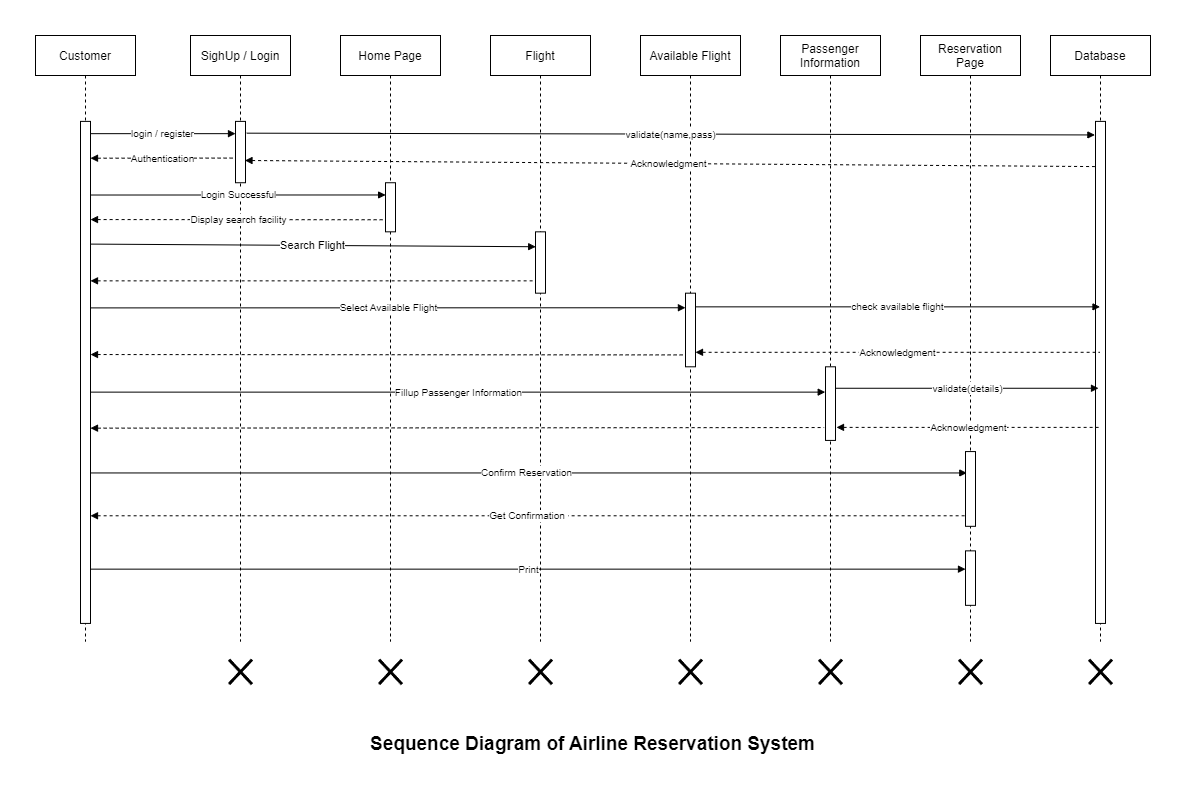 Customer
SighUp / Login
Home Page
Flight
Available Flight
Passenger
Information
Reservation
Page
Database
login / register
validate(name,pass)
Authentication
Acknowledgment
Login Successful
Display search facility
Search Flight
Select Available Flight
check available flight
Acknowledgment
Fillup Passenger Information
validate(details)
Acknowledgment
Confirm Reservation
Get Confirmation
Print
Sequence Diagram of Airline Reservation System